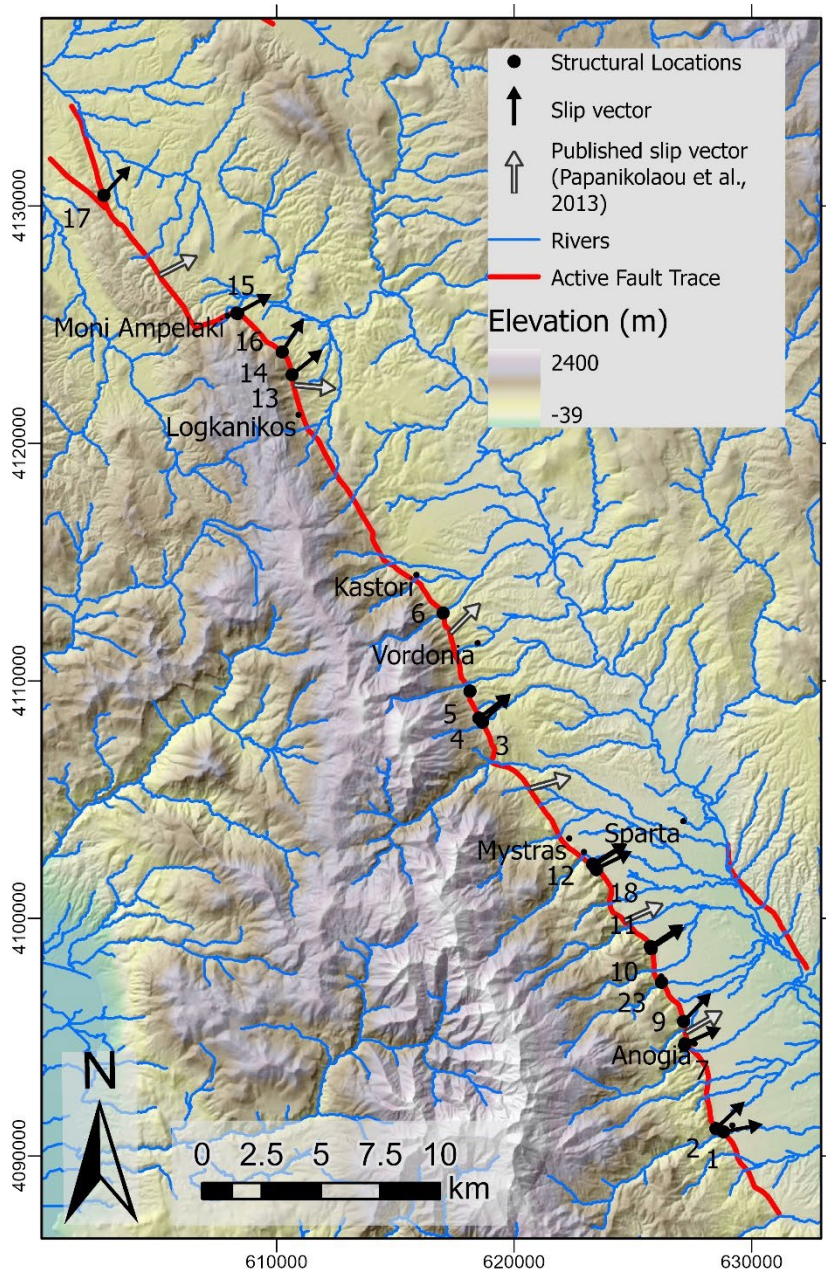 Structural Locations
Slip vector
Published slip vector
(Papanikolaou et al.,
2013)
Rivers
Active Fault Trace
Elevation (m)
2400
-39
4130000
17
15
Moni Ampelaki
16
14
13
Logkanikos
4120000
Kastori
6
Vordonia
4110000
5
4
3
Mystras
Sparta
12
18
4100000
11
10
23
9
Anogia
7
2
1
4090000
N
0 2.5 5 7.5 10
km
610000
620000
630000